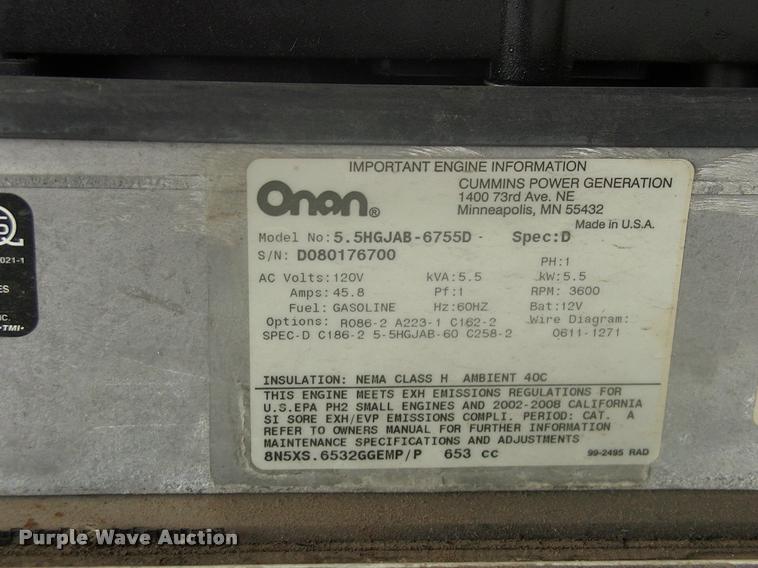 IMPORTANT ENGINE INFORMATION
Onan®
CUMMINS POWER GENERATION
1400 73rd Ave. NE
Minneapolis, MN 55432
Made in U.S.A.
Model No: 5.5HGJAB-6755D Spec: D
S/N: D080176700
PH: 1
AC Volts: 120V kVA: 5.5 kW: 5.5
Amps: 45.8 Pf: 1 RPM: 3600
Fuel: GASOLINE Hz: 60HZ Bat: 12V
Options: R086-2 A223-1 C162-2 Wire Diagram:
SPEC-D C186-2 5-5HGJAB-60 C258-2 0611-1271
INSULATION: NEMA CLASS H AMBIENT 40C
THIS ENGINE MEETS EXH EMISSIONS REGULATIONS FOR
U.S.EPA PH2 SMALL ENGINES AND 2002-2008 CALIFORNIA
SI SORE EXH/EVP EMISSIONS COMPLI. PERIOD: CAT. A
REFER TO OWNERS MANUAL FOR FURTHER
MAINTENANCE SPECIFICATIONS AND ADJUSTMENTS
8N5XS.6532GGEMP/P 653 cc
99-2495 RAD
021-1
ES
C.
-TMI-
Purple Wave Auction